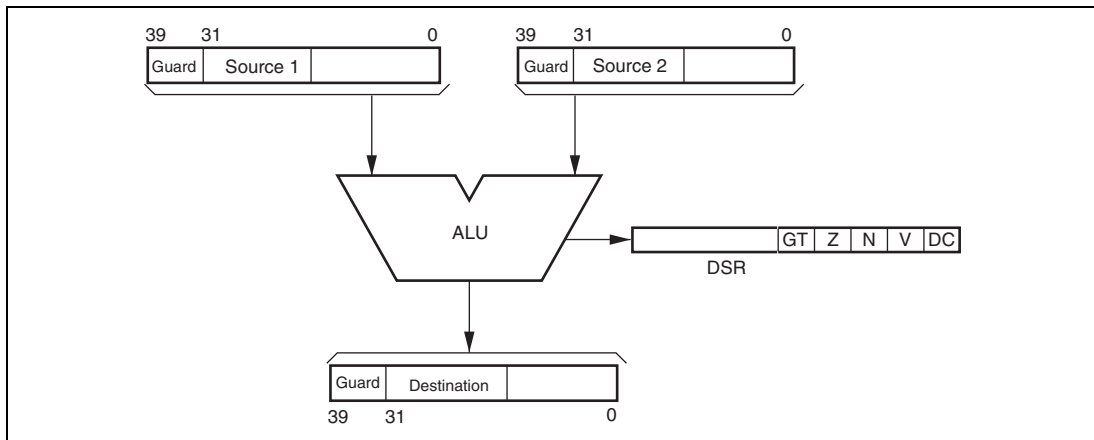 39 31 0 39 31 0
Guard Source 1 Guard Source 2
ALU
GT Z N V DC
DSR
Guard Destination
39 31 0